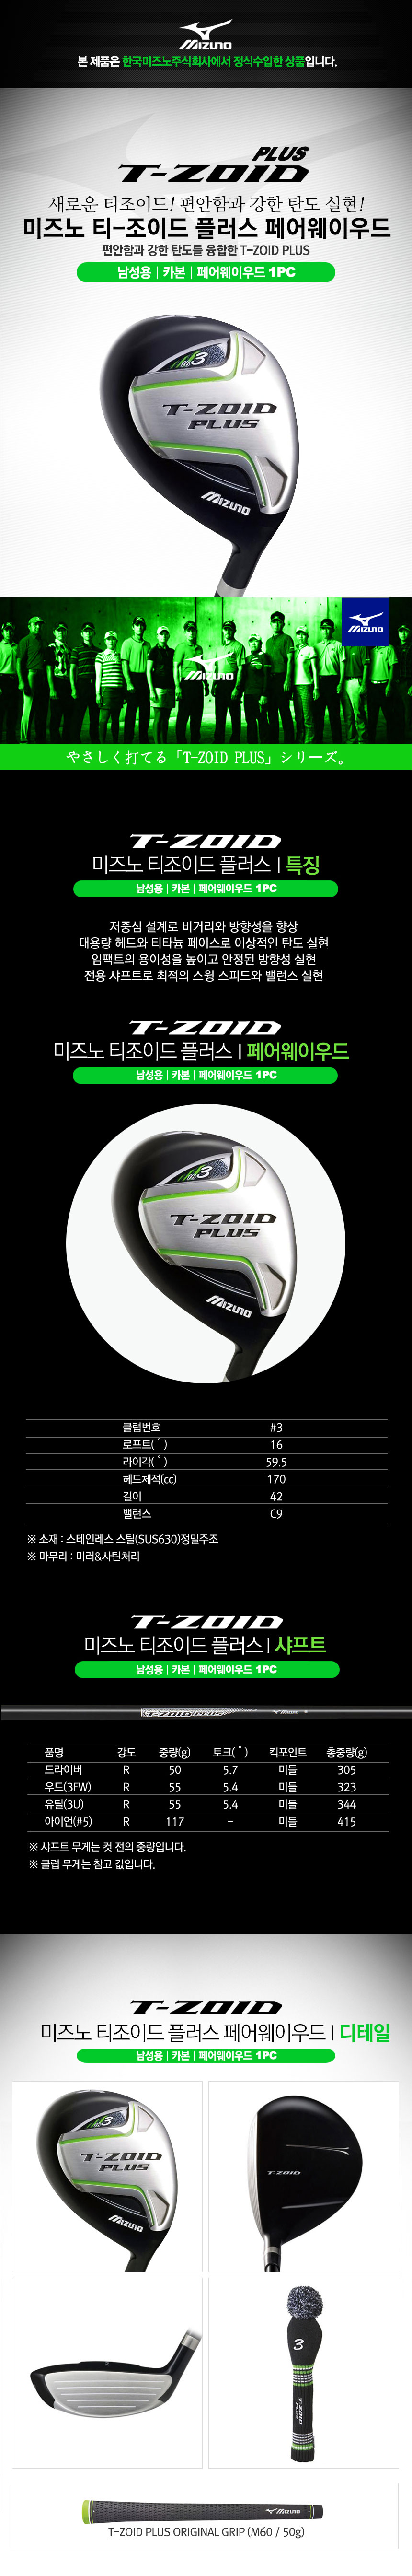 MIZUNO
본 제품은 한국미즈노주식회사에서 정식수입한 상품입니다.
PLUS
T-ZOID
새로운 티조이드! 편안함과 강한 탄도 실현!
미즈노 티-조이드 플러스 페어웨이우드
편안함과 강한 탄도를 융합한 T-ZOID PLUS
남성용 | 카본 | 페어웨이우드 1PC
3
T-ZOID
PLUS
MIZUNO
MIZUNO
MIZUNO
やさしく打てる「T-ZOID PLUS」シリーズ。
T-ZOID
미즈노 티조이드 플러스 | 특징
남성용 | 카본 | 페어웨이우드 1PC
저중심 설계로 비거리와 방향성을 향상
대용량 헤드와 티타늄 페이스로 이상적인 탄도 실현
임팩트의 용이성을 높이고 안정된 방향성 실현
전용 샤프트로 최적의 스윙 스피드와 밸런스 실현
T-ZOID
미즈노 티조이드 플러스 | 페어웨이우드
남성용 | 카본 | 페어웨이우드 1PC
3
T-ZOID
PLUS
MIZUNO
클럽번호 #3
로프트(˚) 16
라이각(˚) 59.5
헤드체적(cc) 170
길이 42
밸런스 C9
※ 소재 : 스테인레스 스틸(SUS630)정밀주조
※ 마무리 : 미러&사틴처리
T-ZOID
미즈노 티조이드 플러스 | 샤프트
남성용 | 카본 | 페어웨이우드 1PC
MIZUNO
품명 강도 중량(g) 토크(˚) 킥포인트 총중량(g)
드라이버 R 50 5.7 미들 305
우드(3FW) R 55 5.4 미들 323
유틸(3U) R 55 5.4 미들 344
아이언(#5) R 117 - 미들 415
※ 샤프트 무게는 컷 전의 중량입니다.
※ 클럽 무게는 참고 값입니다.
T-ZOID
미즈노 티조이드 플러스 페어웨이우드 | 디테일
남성용 | 카본 | 페어웨이우드 1PC
3
T-ZOID
PLUS
MIZUNO
T-ZOID
3
T-ZOID
PLUS
MIZUNO
T-ZOID PLUS ORIGINAL GRIP (M60 / 50g)